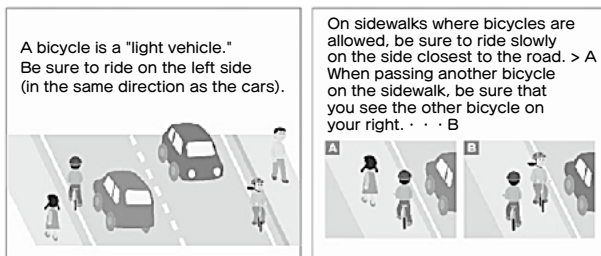 A bicycle is a "light vehicle."
Be sure to ride on the left side
(in the same direction as the cars).
On sidewalks where bicycles are
allowed, be sure to ride slowly
on the side closest to the road. > A
When passing another bicycle
on the sidewalk, be sure that
you see the other bicycle on
your right. · · · B
A
B